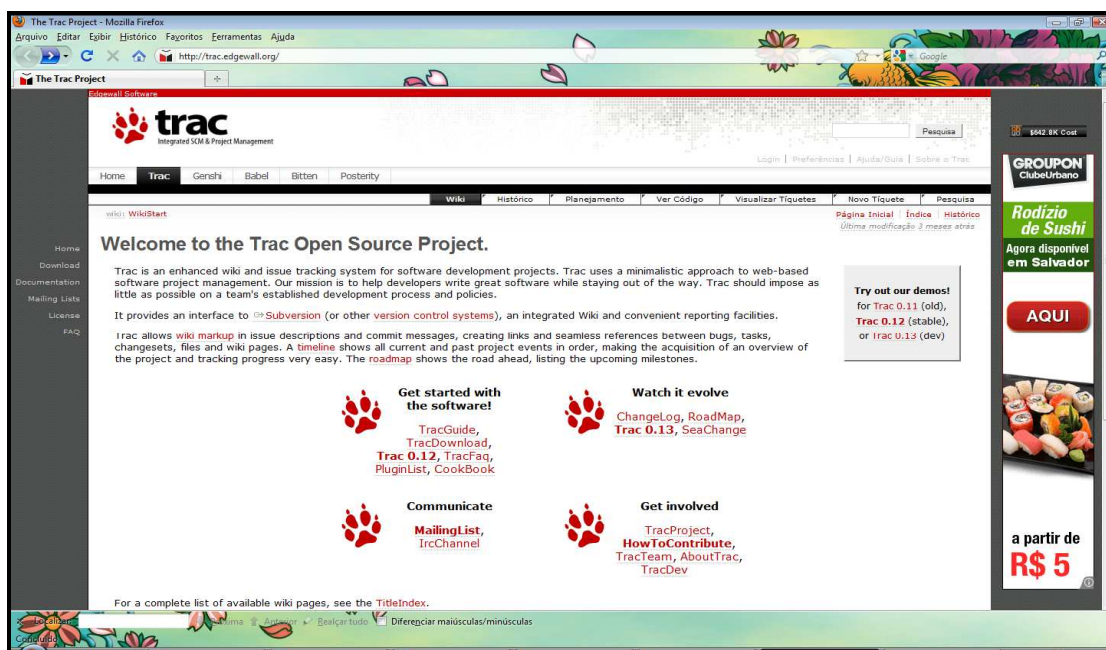 The Trac Project - Mozilla Firefox
Arquivo Editar Exibir Histórico Favoritos Ferramentas Ajuda
http://trac.edgewall.org/
Google
The Trac Project
Edgewall Software
trac
Integrated SCM & Project Management
Pesquisa
Login | Preferências | Ajuda/Guia | Sobre o Trac
Home Trac Genshi Babel Bitten Posterity
Wiki Histórico Planejamento Ver Código Visualizar Tíquetes Novo Tíquete Pesquisa
wiki: WikiStart
Página Inicial Índice Histórico
Última modificação 3 meses atrás
Home
Download
Documentation
Mailing Lists
License
FAQ
Welcome to the Trac Open Source Project.
Trac is an enhanced wiki and issue tracking system for software development projects. Trac uses a minimalistic approach to web-based
software project management. Our mission is to help developers write great software while staying out of the way. Trac should impose as
little as possible on a team's established development process and policies.
It provides an interface to Subversion (or other version control systems), an integrated Wiki and convenient reporting facilities.
Trac allows wiki markup in issue descriptions and commit messages, creating links and seamless references between bugs, tasks,
changesets, files and wiki pages. A timeline shows all current and past project events in order, making the acquisition of an overview of
the project and tracking progress very easy. The roadmap shows the road ahead, listing the upcoming milestones.
Try out our demos!
for Trac 0.11 (old),
Trac 0.12 (stable),
or Trac 0.13 (dev)
Get started with
the software!
TracGuide,
TracDownload,
Trac 0.12, TracFaq,
PluginList, CookBook
Watch it evolve
ChangeLog, RoadMap,
Trac 0.13, SeaChange
Communicate
MailingList,
IrcChannel
Get involved
TracProject,
HowToContribute,
TracTeam, AboutTrac,
TracDev
For a complete list of available wiki pages, see the TitleIndex.
$642.8K Cost
GROUPON
ClubeUrbano
Rodízio
de Sushi
Agora disponível
em Salvador
AQUI
a partir de
R$ 5
Localizar:
Próxima Anterior Realçar tudo Diferenciar maiúsculas/minúsculas
Concluído